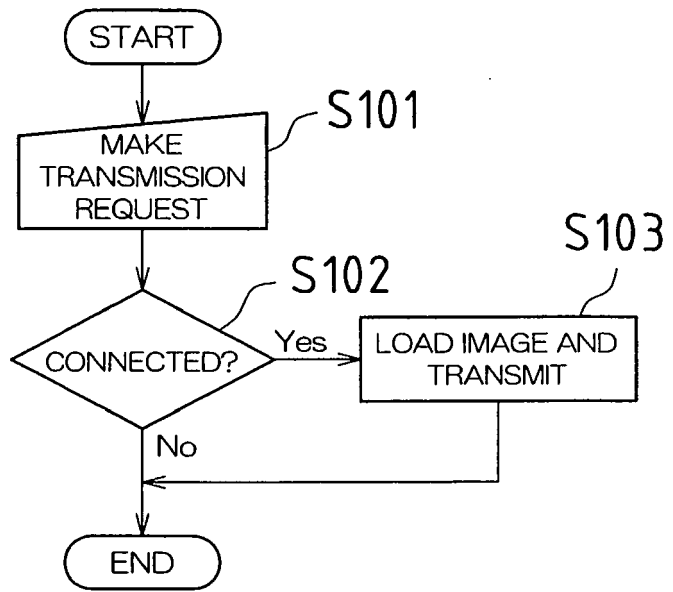 START
S101
MAKE
TRANSMISSION
REQUEST
S102
S103
CONNECTED?
Yes
LOAD IMAGE AND
TRANSMIT
No
END